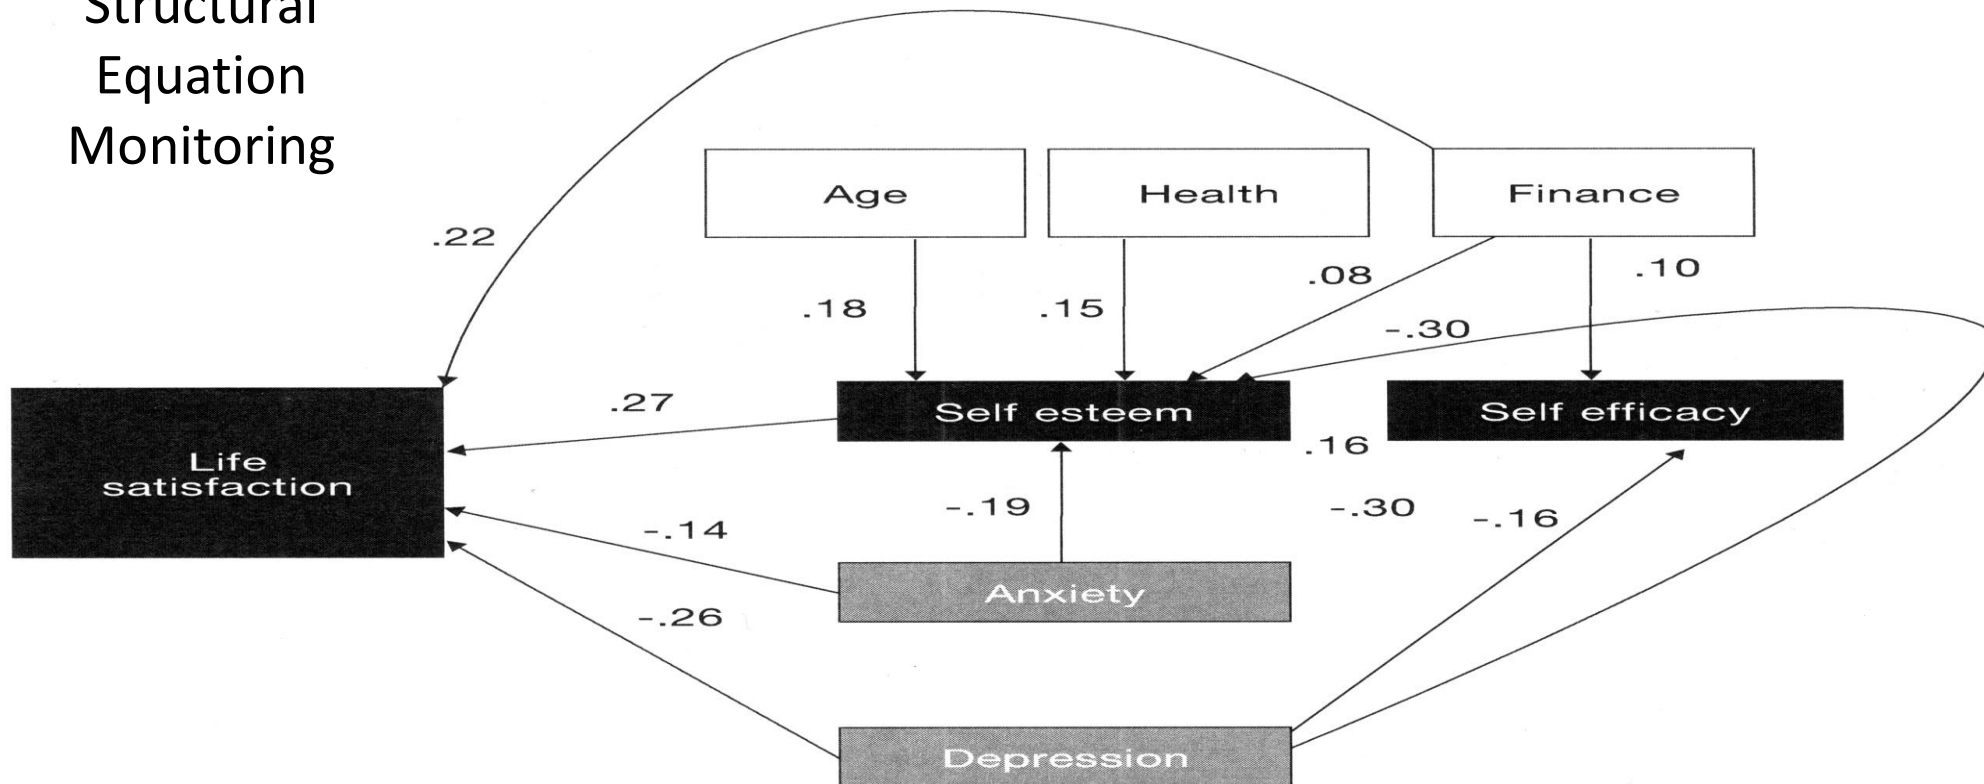 Structural
Equation
Monitoring
Age
Health
Finance
.22
.18
.15
.08
.10
-.30
.27
Self esteem
Self efficacy
Life
satisfaction
.16
-.19
-.30
-.16
-.14
Anxiety
-.26
Depression